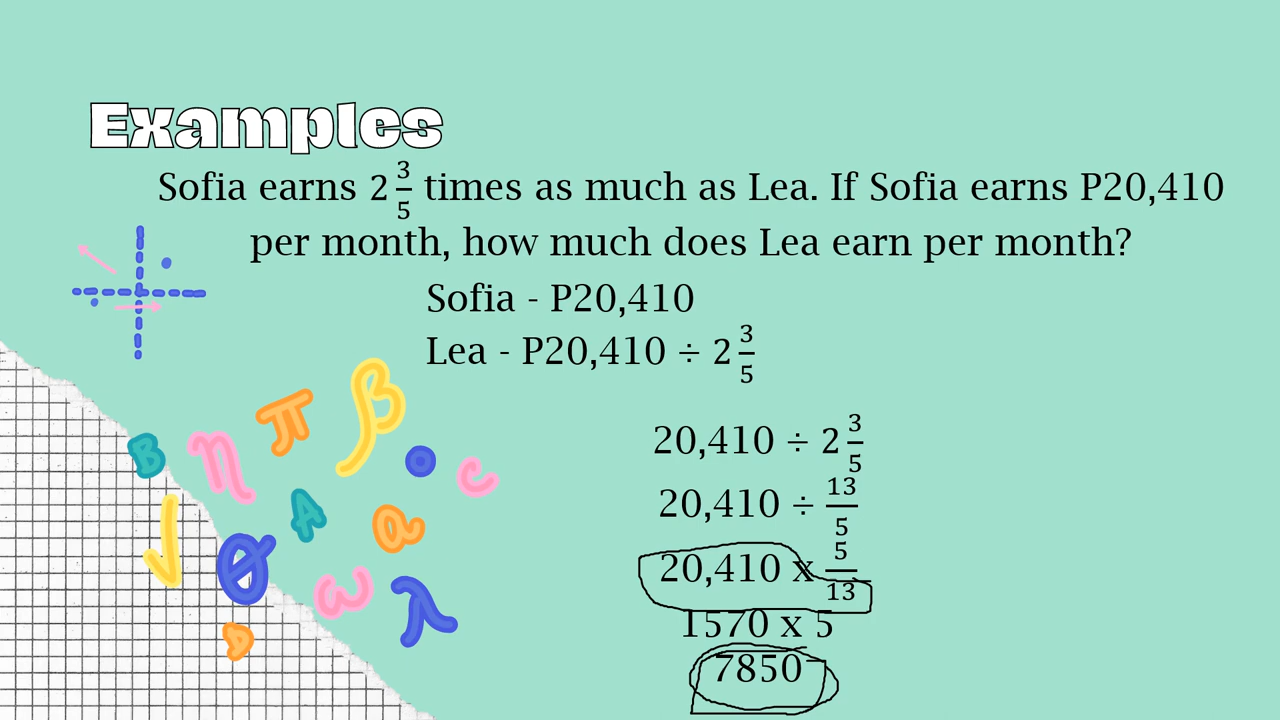 Examples
Sofia earns 2 3/5 times as much as Lea. If Sofia earns P20,410
per month, how much does Lea earn per month?
Sofia - P20,410
Lea - P20,410 ÷ 2 3/5
20,410 ÷ 2 3/5
20,410 ÷ 13/5
20,410 x 5/13
1570 x 5
7850
β
π
B η c
A a
θ ω λ
D